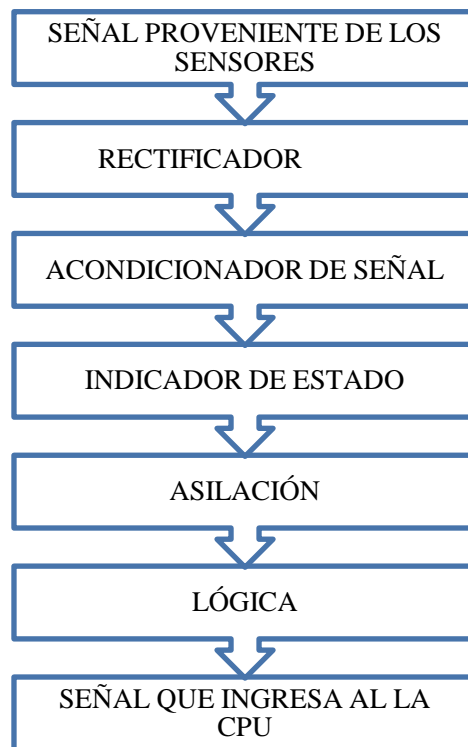 SEÑAL PROVENIENTE DE LOS
SENSORES
RECTIFICADOR
ACONDICIONADOR DE SEÑAL
INDICADOR DE ESTADO
ASILACIÓN
LÓGICA
SEÑAL QUE INGRESA AL LA
CPU